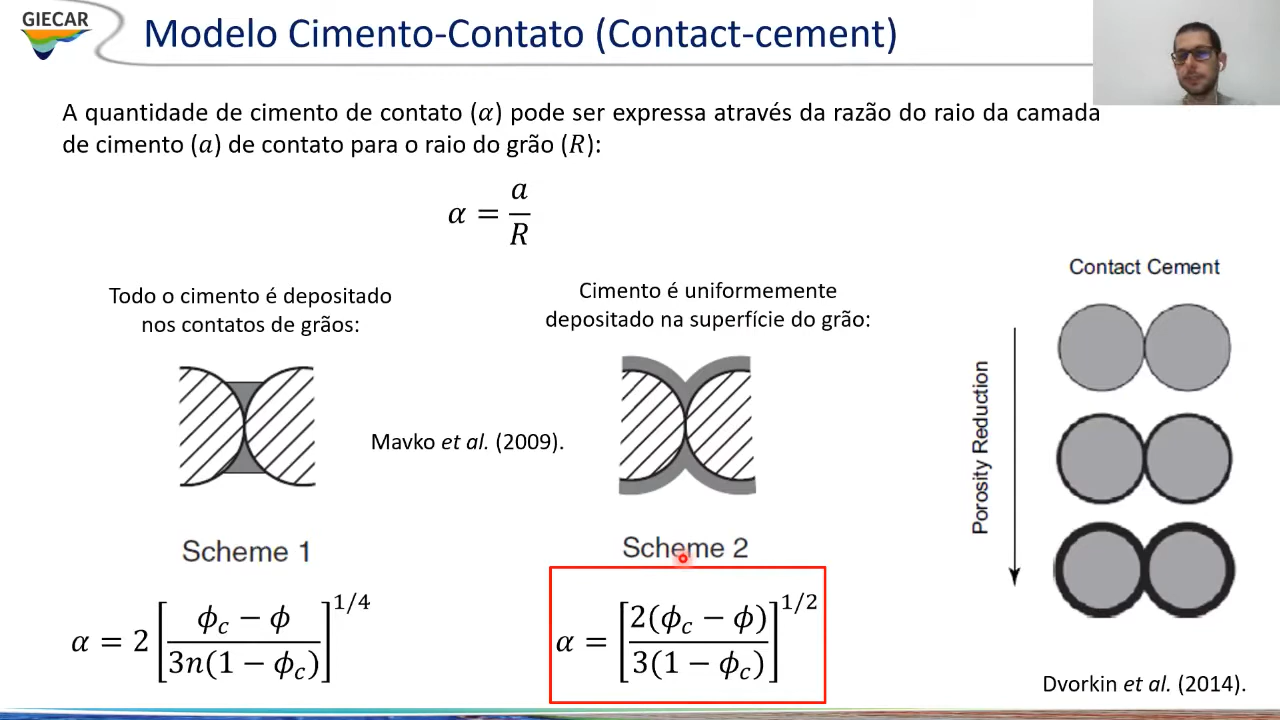 GIECAR
Modelo Cimento-Contato (Contact-cement)
A quantidade de cimento de contato (α) pode ser expressa através da razão do raio da camada
de cimento (a) de contato para o raio do grão (R):
α = a/R
Todo o cimento é depositado
nos contatos de grãos:
Cimento é uniformemente
depositado na superfície do grão:
Mavko et al. (2009).
Scheme 1
Scheme 2
α = 2 [(ϕc − ϕ)/(3n(1 − ϕc))]^1/4
α = [2(ϕc − ϕ)/(3(1 − ϕc))]^1/2
Contact Cement
Porosity Reduction
Dvorkin et al. (2014).